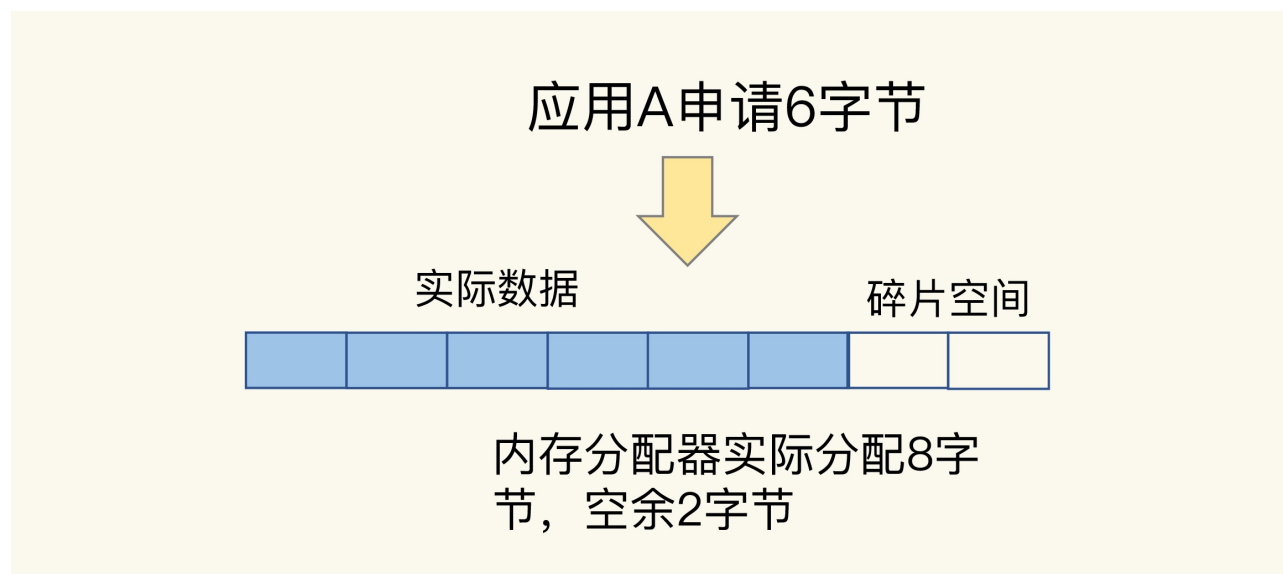 应用A申请6字节
实际数据
碎片空间
内存分配器实际分配8字
节，空余2字节